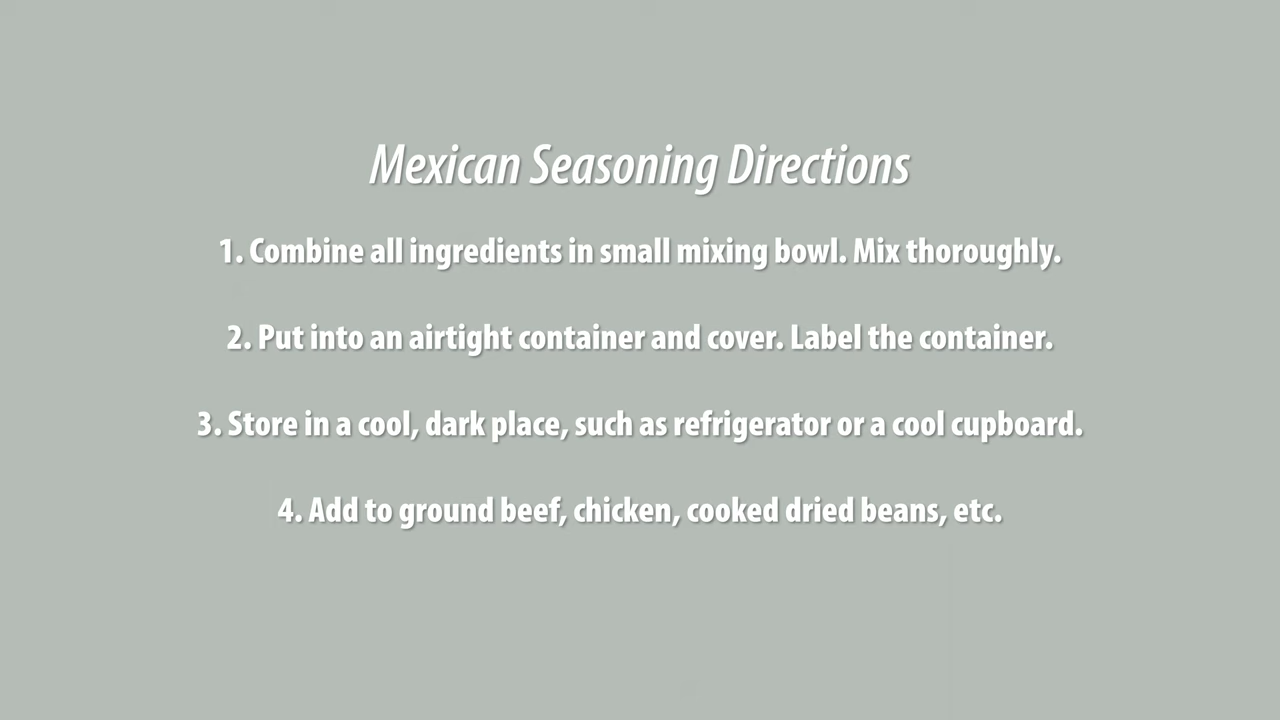 Mexican Seasoning Directions
1. Combine all ingredients in small mixing bowl. Mix thoroughly.
2. Put into an airtight container and cover. Label the container.
3. Store in a cool, dark place, such as refrigerator or a cool cupboard.
4. Add to ground beef, chicken, cooked dried beans, etc.